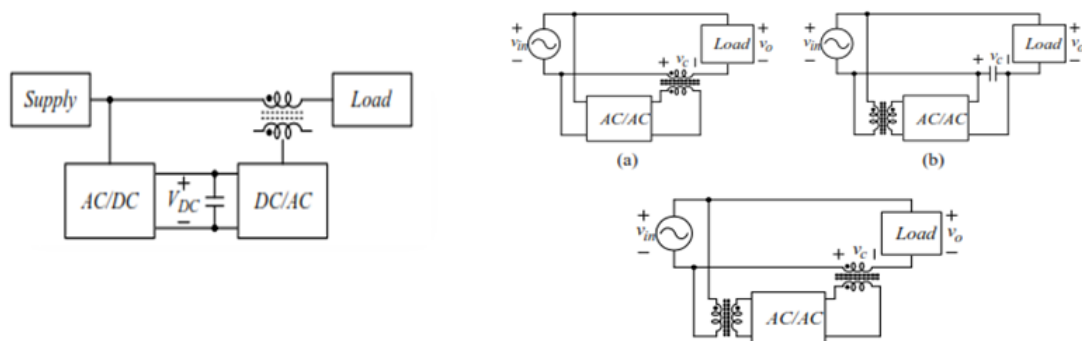 Supply
Load
AC/DC
+
V_DC
−
DC/AC
+
v_in
−
Load
+
v_o
−
+ v_c −
AC/AC
(a)
+
v_in
−
Load
+
v_o
−
+ v_c −
AC/AC
(b)
+
v_in
−
Load
+
v_o
−
+ v_c −
AC/AC